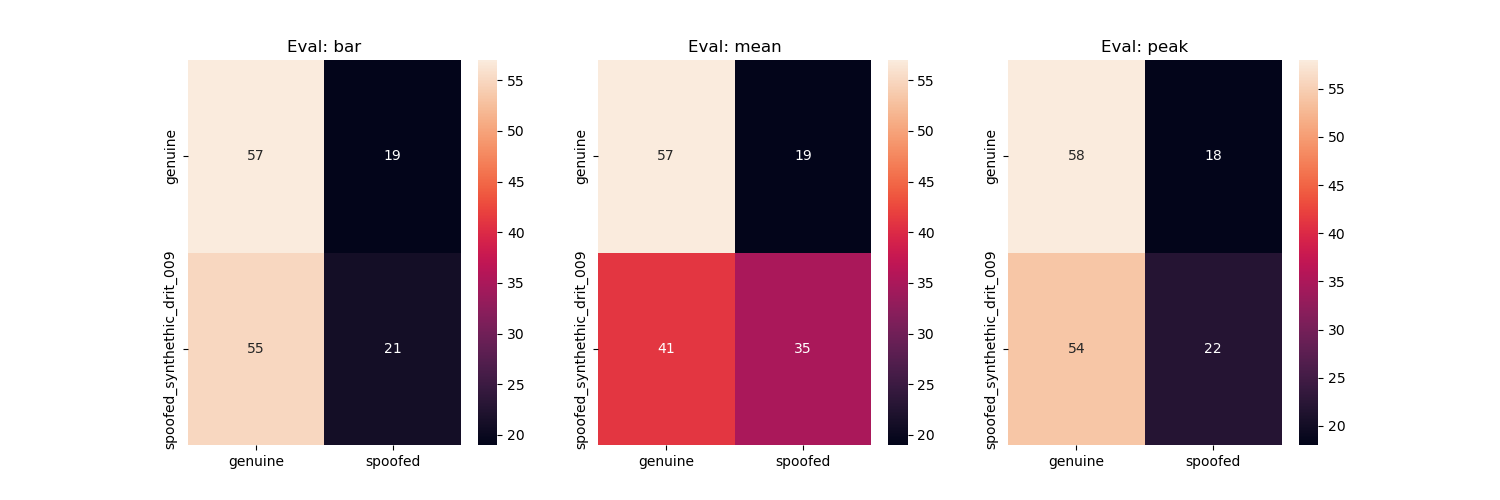 Eval: bar
genuine
spoofed_synthethic_drit_009
57
19
55
21
genuine
spoofed
55
50
45
40
35
30
25
20
Eval: mean
genuine
spoofed_synthethic_drit_009
57
19
41
35
genuine
spoofed
55
50
45
40
35
30
25
20
Eval: peak
genuine
spoofed_synthethic_drit_009
58
18
54
22
genuine
spoofed
55
50
45
40
35
30
25
20